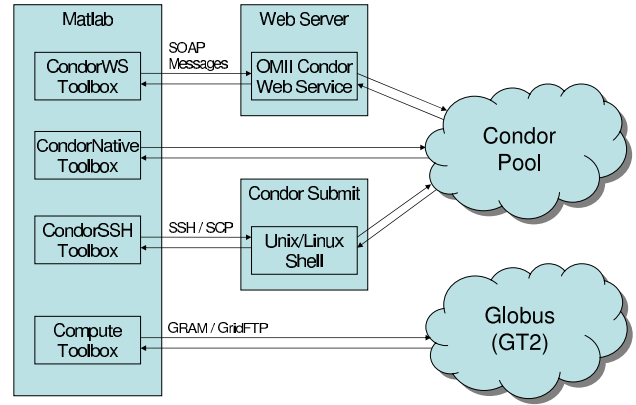 Matlab
Web Server
SOAP
Messages
CondorWS
Toolbox
OMII Condor
Web Service
CondorNative
Toolbox
Condor
Pool
Condor Submit
CondorSSH
Toolbox
SSH / SCP
Unix/Linux
Shell
Compute
Toolbox
GRAM / GridFTP
Globus
(GT2)